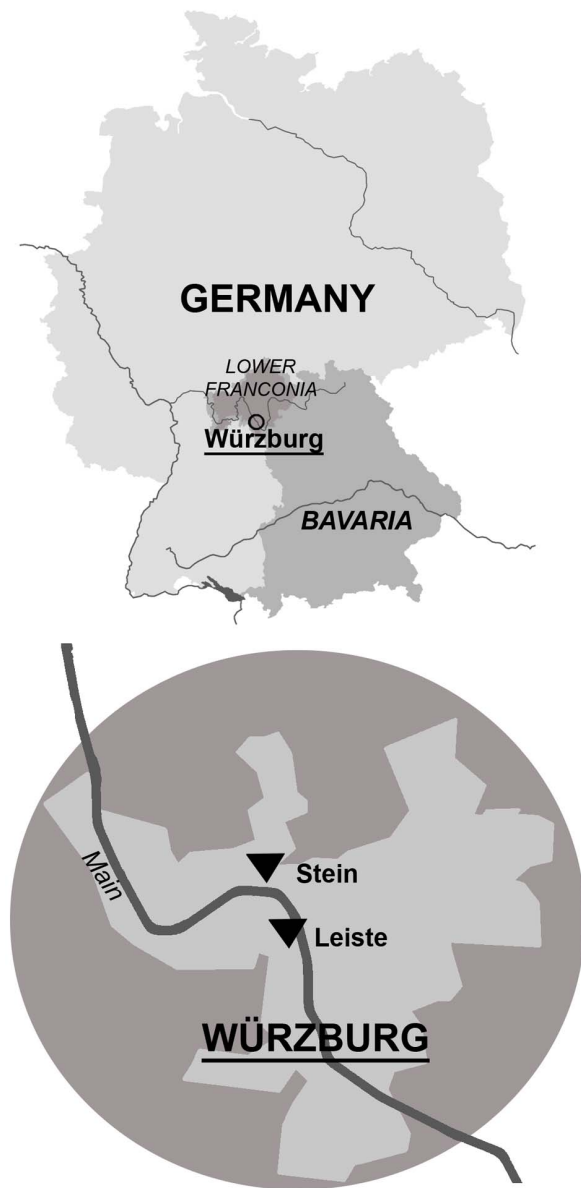 GERMANY
LOWER
FRANCONIA
Würzburg
BAVARIA
Main
Stein
Leiste
WÜRZBURG